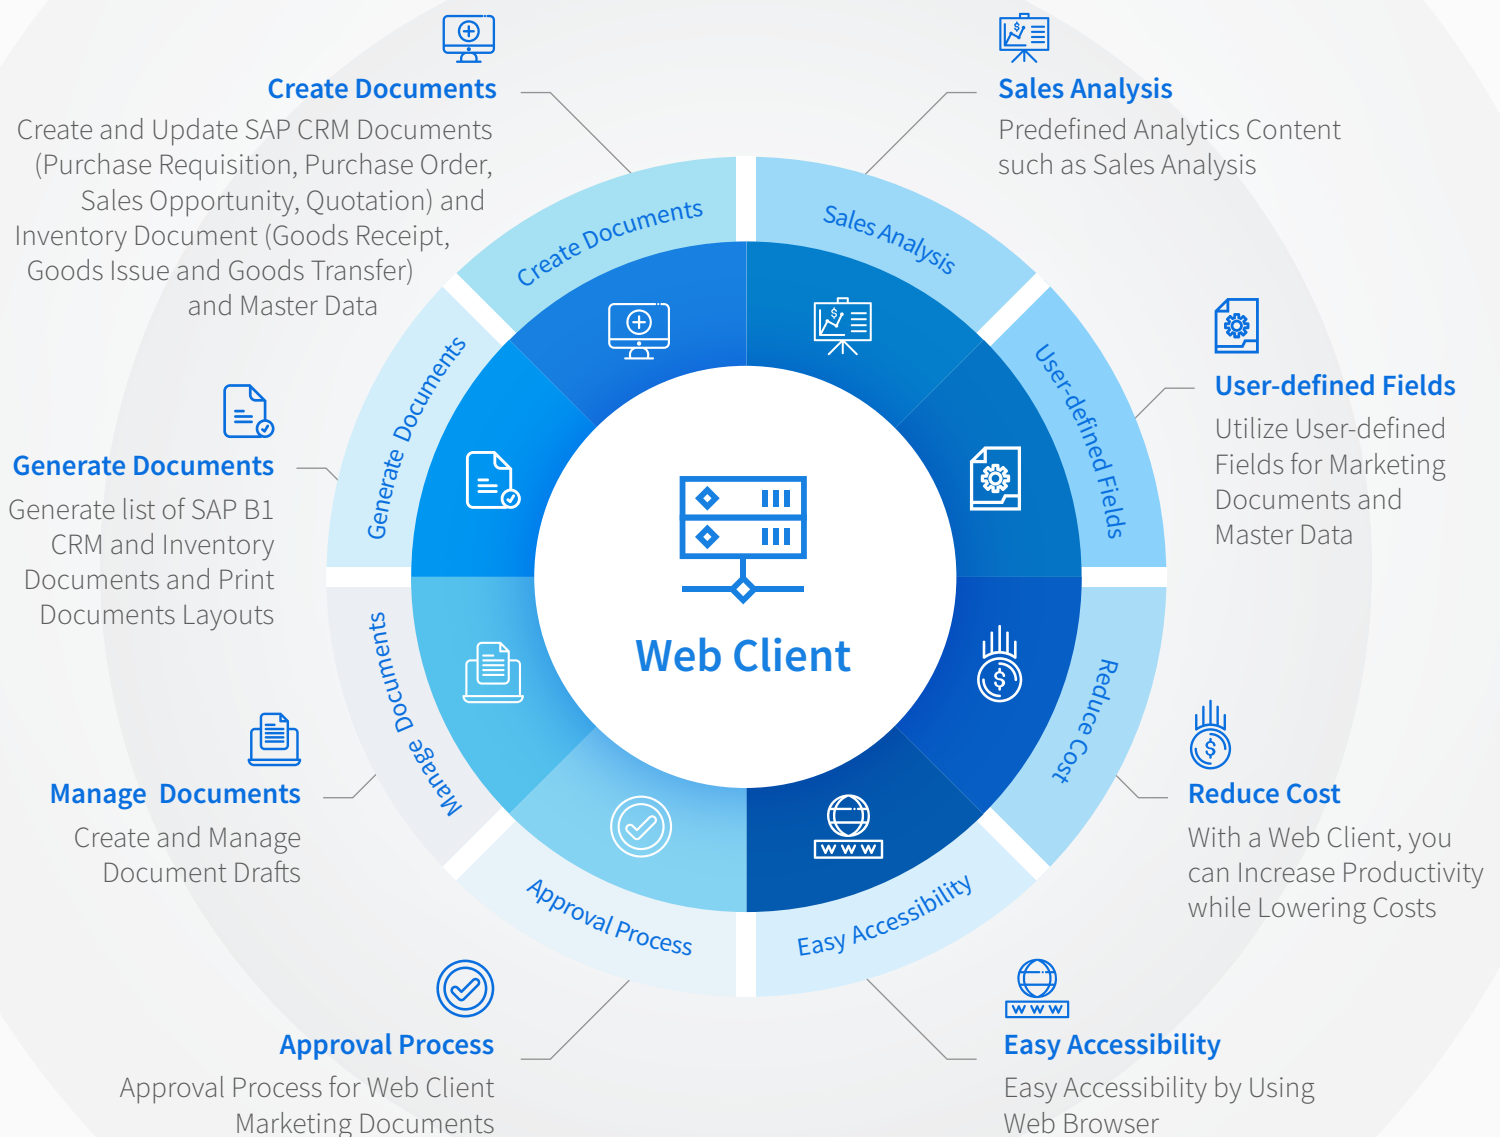 Create Documents
Create and Update SAP CRM Documents
(Purchase Requisition, Purchase Order,
Sales Opportunity, Quotation) and
Inventory Document (Goods Receipt,
Goods Issue and Goods Transfer)
and Master Data
Sales Analysis
Predefined Analytics Content
such as Sales Analysis
User-defined Fields
Utilize User-defined
Fields for Marketing
Documents and
Master Data
Generate Documents
Generate list of SAP B1
CRM and Inventory
Documents and Print
Documents Layouts
Create Documents
Sales Analysis
User-defined Fields
Reduce Cost
Easy Accessibility
Approval Process
Manage Documents
Generate Documents
Web Client
WWW
Manage Documents
Create and Manage
Document Drafts
Reduce Cost
With a Web Client, you
can Increase Productivity
while Lowering Costs
Approval Process
Approval Process for Web Client
Marketing Documents
WWW
Easy Accessibility
Easy Accessibility by Using
Web Browser